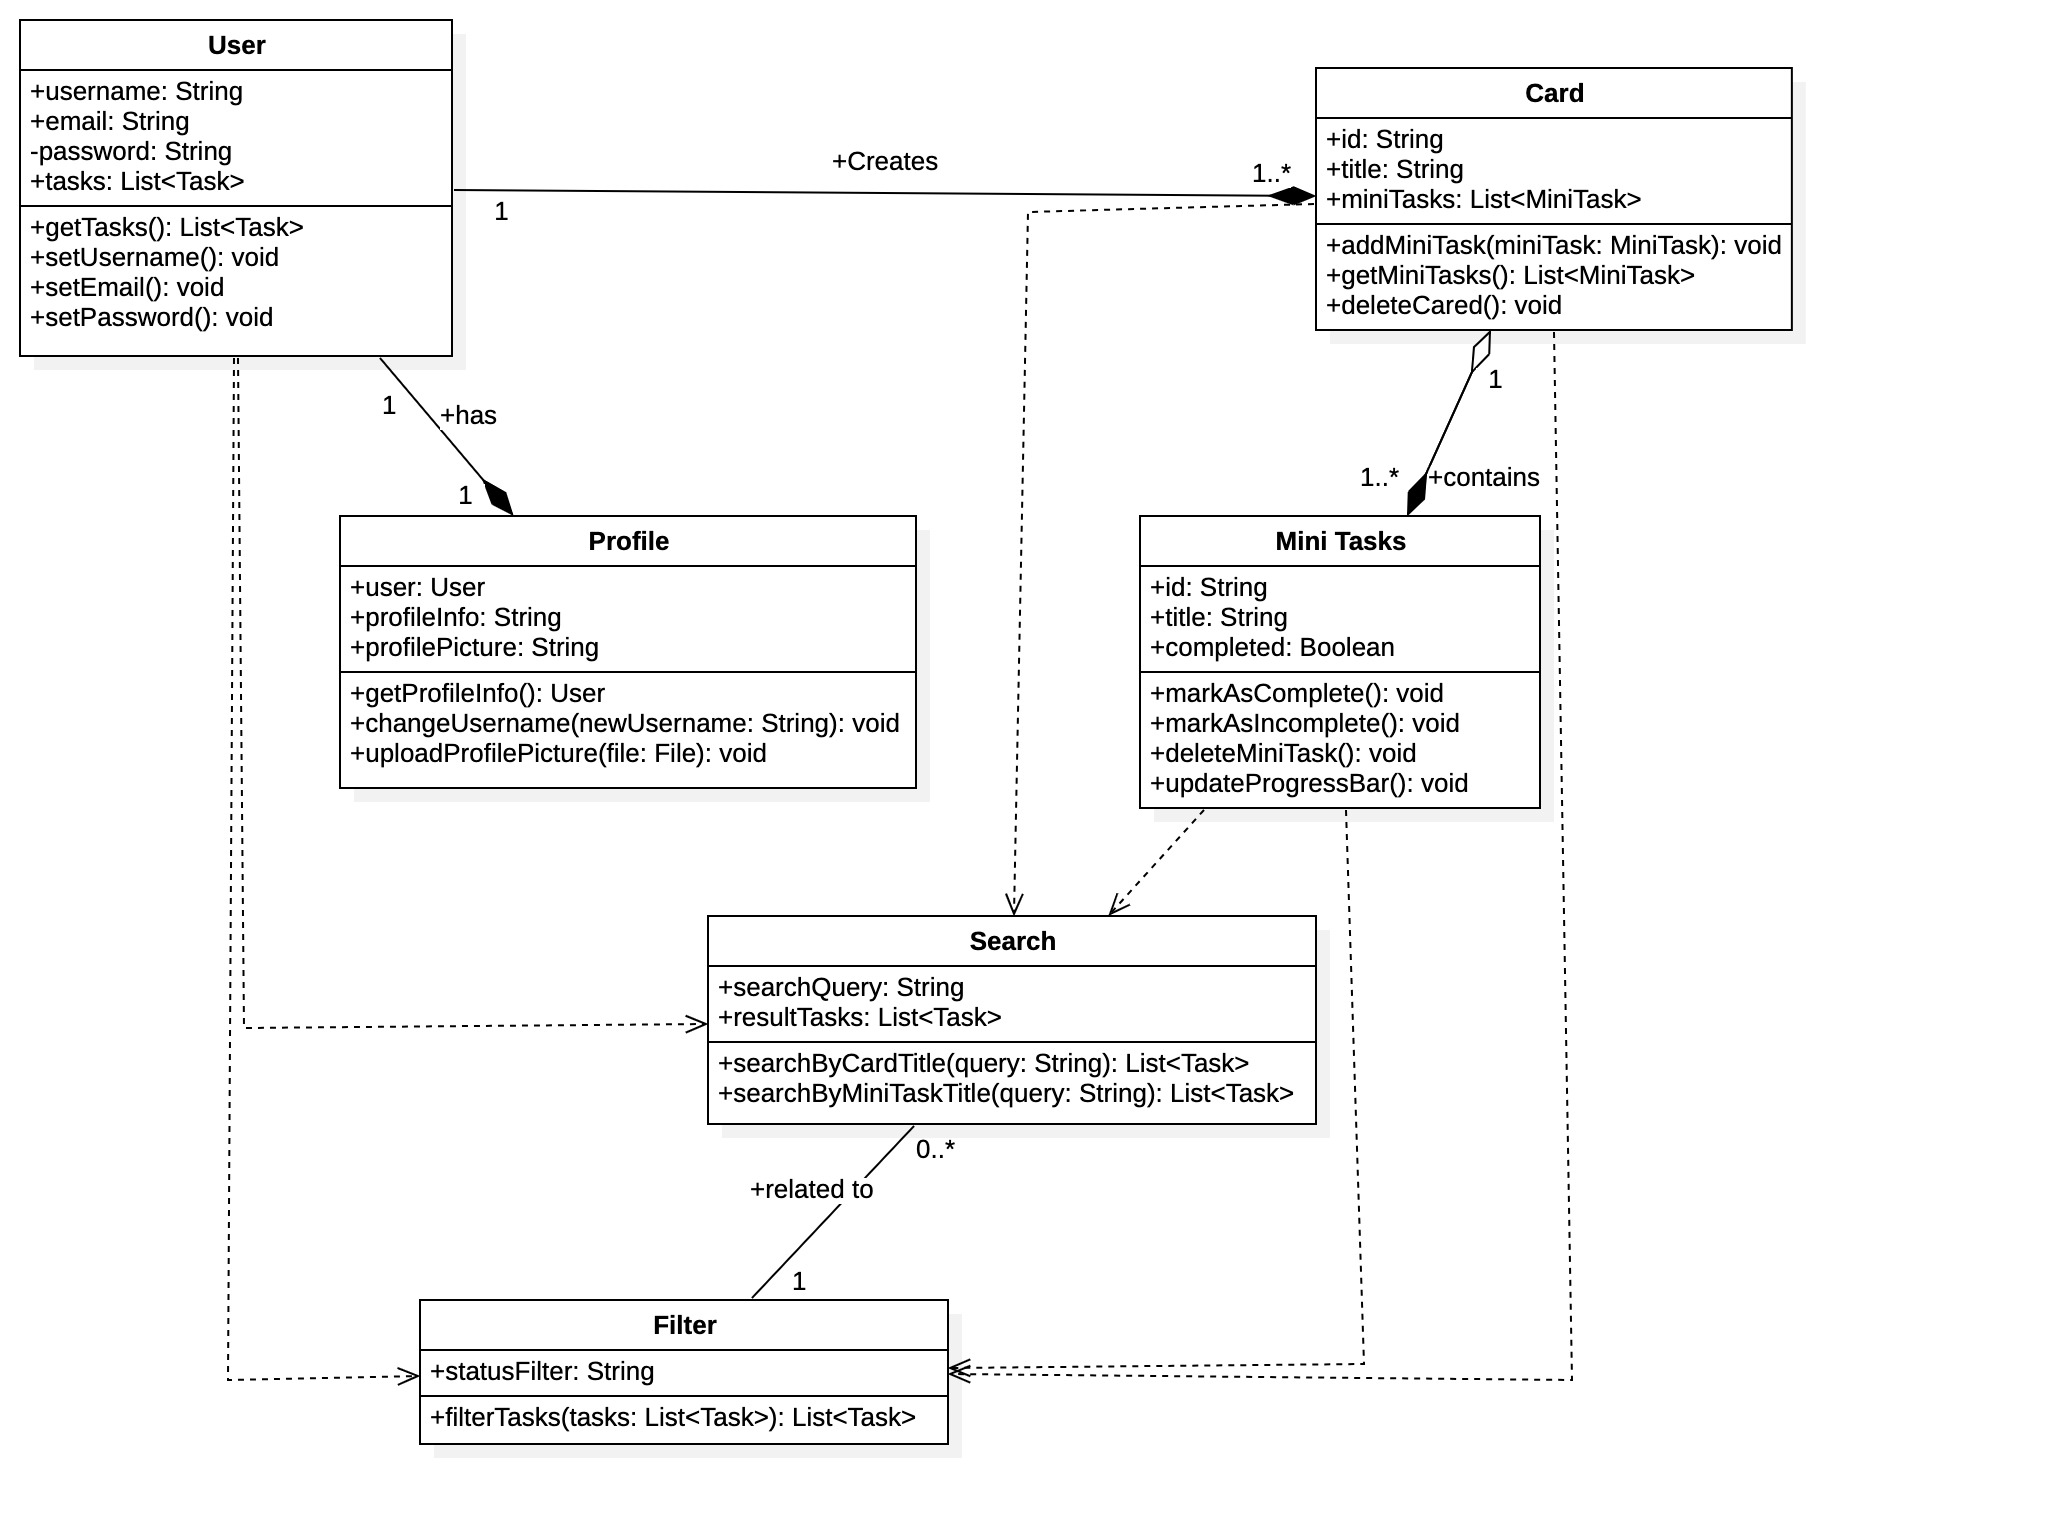 User
+username: String
+email: String
-password: String
+tasks: List<Task>
+getTasks(): List<Task>
+setUsername(): void
+setEmail(): void
+setPassword(): void
+Creates
1
1..*
Card
+id: String
+title: String
+miniTasks: List<MiniTask>
+addMiniTask(miniTask: MiniTask): void
+getMiniTasks(): List<MiniTask>
+deleteCared(): void
1
+has
1
1
1..*
+contains
Profile
+user: User
+profileInfo: String
+profilePicture: String
+getProfileInfo(): User
+changeUsername(newUsername: String): void
+uploadProfilePicture(file: File): void
Mini Tasks
+id: String
+title: String
+completed: Boolean
+markAsComplete(): void
+markAsIncomplete(): void
+deleteMiniTask(): void
+updateProgressBar(): void
Search
+searchQuery: String
+resultTasks: List<Task>
+searchByCardTitle(query: String): List<Task>
+searchByMiniTaskTitle(query: String): List<Task>
0..*
+related to
1
Filter
+statusFilter: String
+filterTasks(tasks: List<Task>): List<Task>